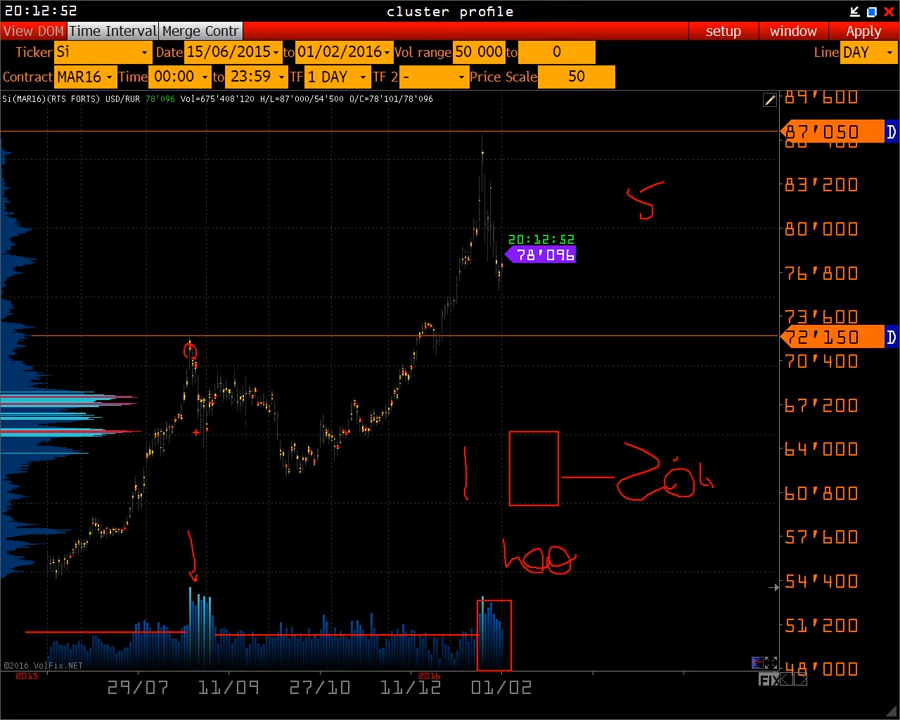 20:12:52 cluster profile
View DOM Time Interval Merge Contr setup window Apply
Ticker Si Date 15/06/2015 to 01/02/2016 Vol range 50 000 to 0 Line DAY
Contract MAR16 Time 00:00 to 23:59 TF 1 DAY TF 2 - Price Scale 50
Si(MAR16)(RTS FORTS) USD/RUR 78'096 Vol=675'408'120 H/L=87'000/54'500 O/C=78'101/78'096
89'600
87'050 D
86'400
83'200
5
80'000
20:12:52
78'096
76'800
73'600
72'150 D
70'400
67'200
64'000
60'800
57'600
54'400
51'200
48'000
©2016 VolFix.NET
FIX
2015 2016
29/07 11/09 27/10 11/12 01/02